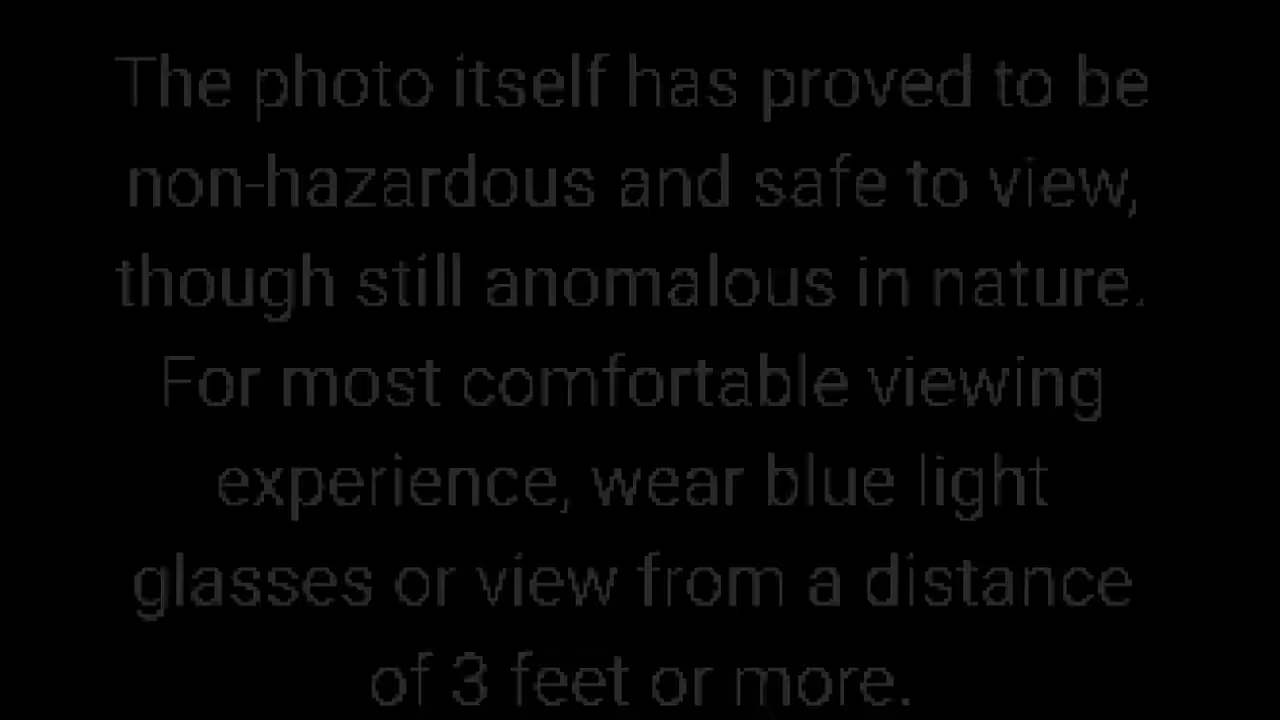 The photo itself has proved to be
non-hazardous and safe to view,
though still anomalous in nature.
For most comfortable viewing
experience, wear blue light
glasses or view from a distance
of 3 feet or more.